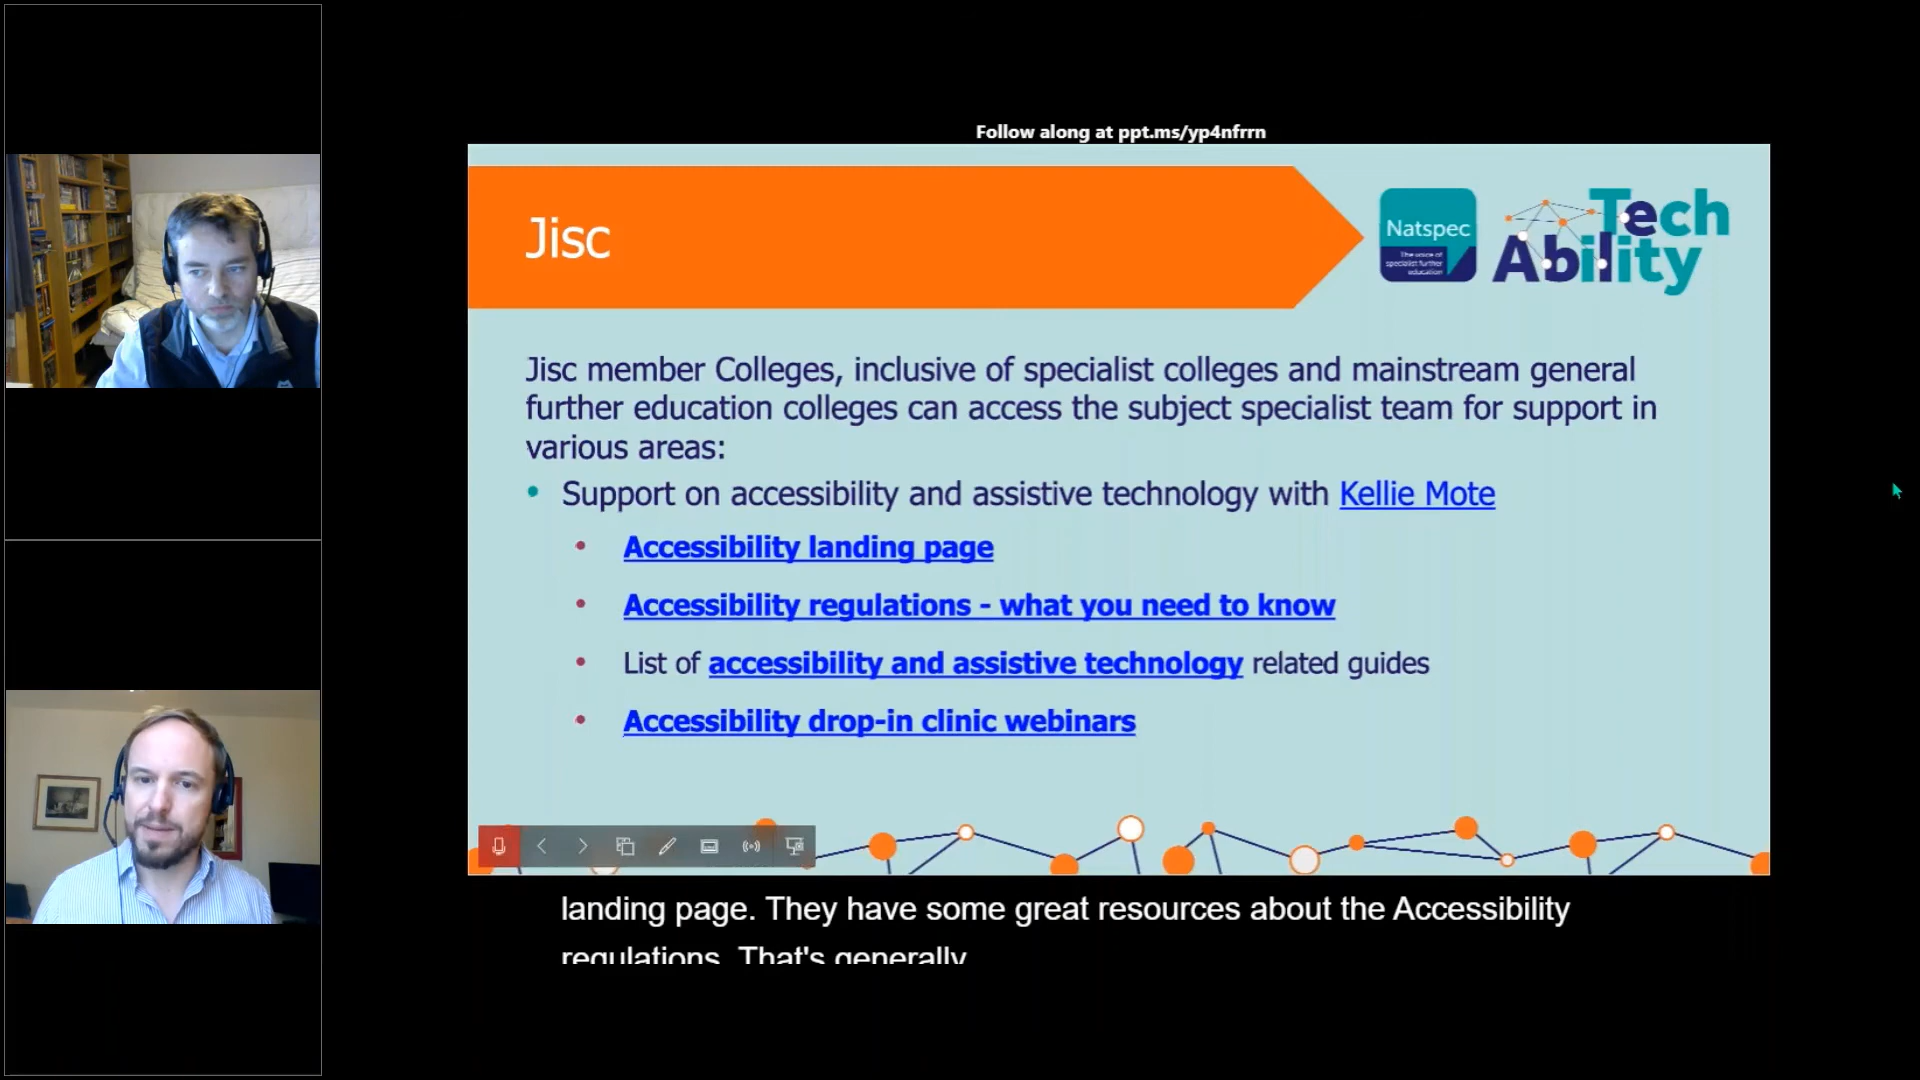 Follow along at ppt.ms/yp4nfrrn
Jisc
Natspec
The voice of
specialist further
education
Tech
Ability
Jisc member Colleges, inclusive of specialist colleges and mainstream general
further education colleges can access the subject specialist team for support in
various areas:
• Support on accessibility and assistive technology with Kellie Mote
• Accessibility landing page
• Accessibility regulations - what you need to know
• List of accessibility and assistive technology related guides
• Accessibility drop-in clinic webinars
landing page. They have some great resources about the Accessibility
regulations. That's generally